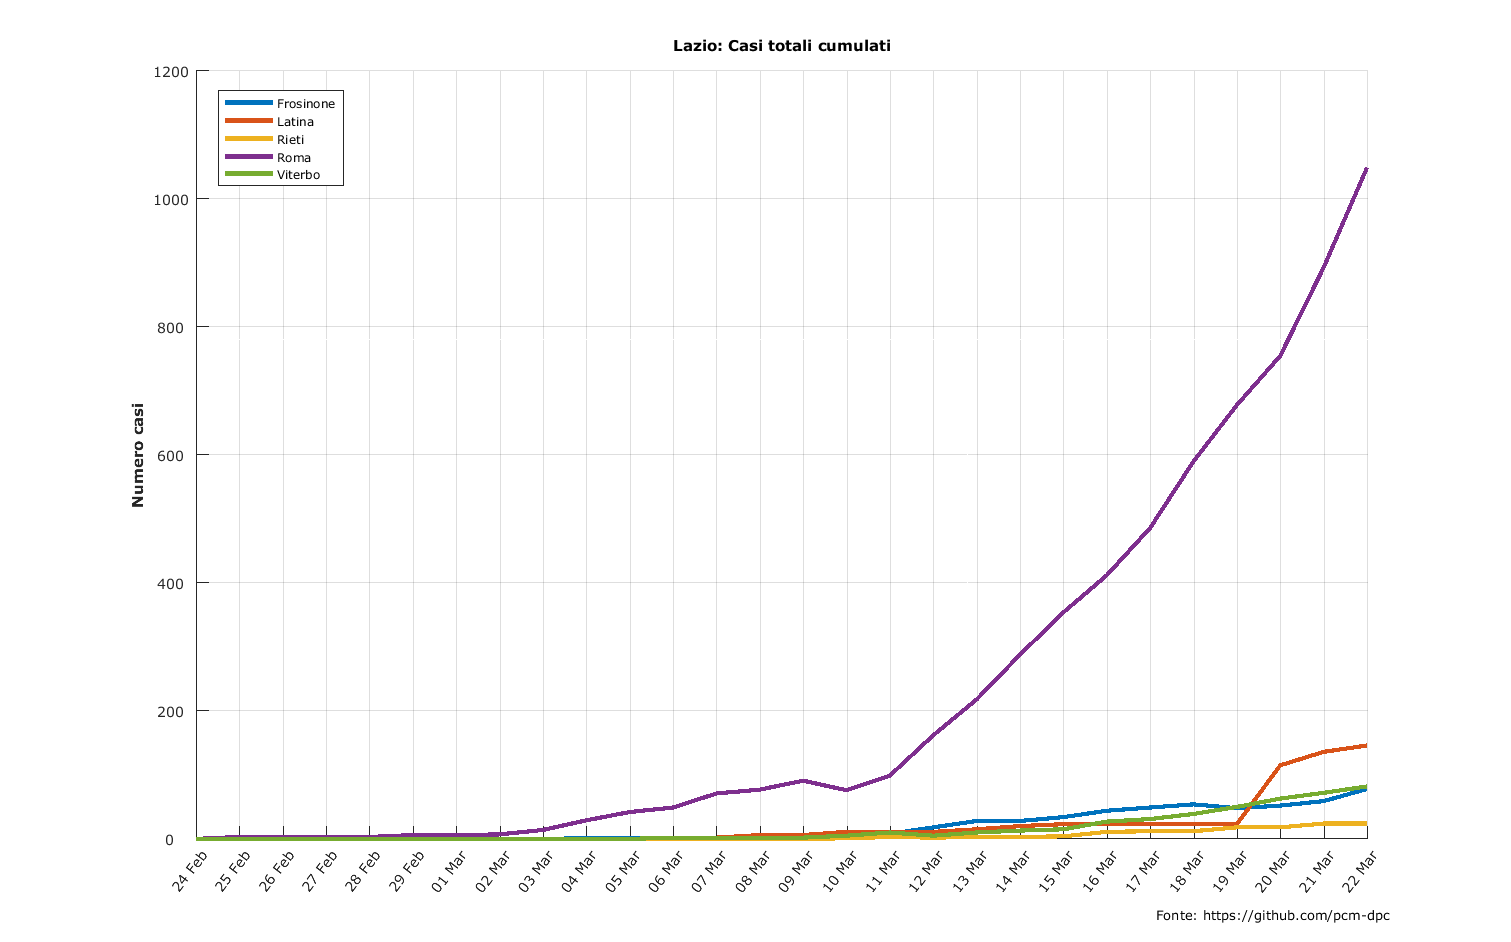 Lazio: Casi totali cumulati
1200
1000
800
600
400
200
0
Numero casi
Frosinone
Latina
Rieti
Roma
Viterbo
24 Feb
25 Feb
26 Feb
27 Feb
28 Feb
29 Feb
01 Mar
02 Mar
03 Mar
04 Mar
05 Mar
06 Mar
07 Mar
08 Mar
09 Mar
10 Mar
11 Mar
12 Mar
13 Mar
14 Mar
15 Mar
16 Mar
17 Mar
18 Mar
19 Mar
20 Mar
21 Mar
22 Mar
Fonte: https://github.com/pcm-dpc